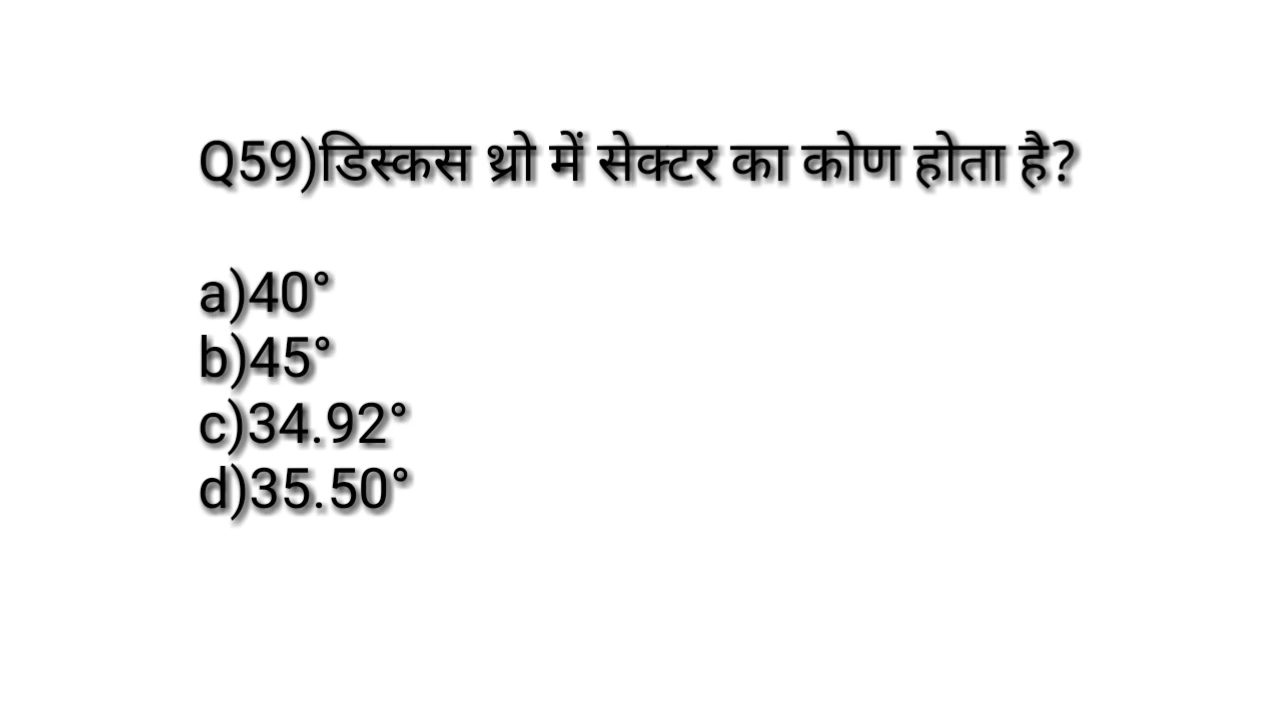 Q59)डिस्कस थ्रो में सेक्टर का कोण होता है?
a)40°
b)45°
c)34.92°
d)35.50°